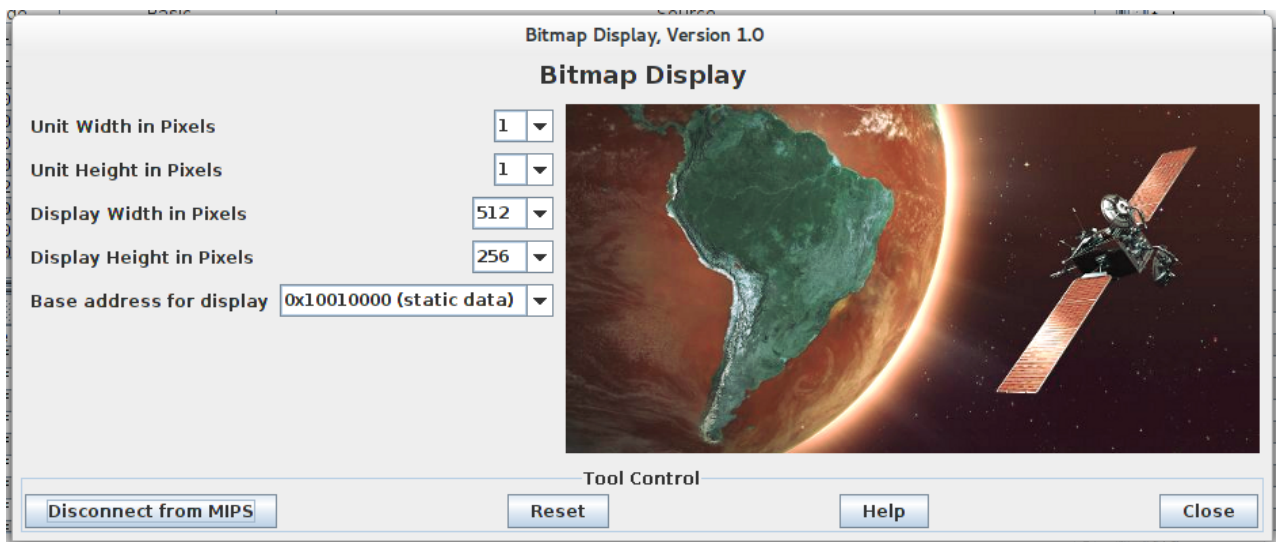 Bitmap Display, Version 1.0
Bitmap Display
Unit Width in Pixels 1
Unit Height in Pixels 1
Display Width in Pixels 512
Display Height in Pixels 256
Base address for display 0x10010000 (static data)
Tool Control
Disconnect from MIPS Reset Help Close